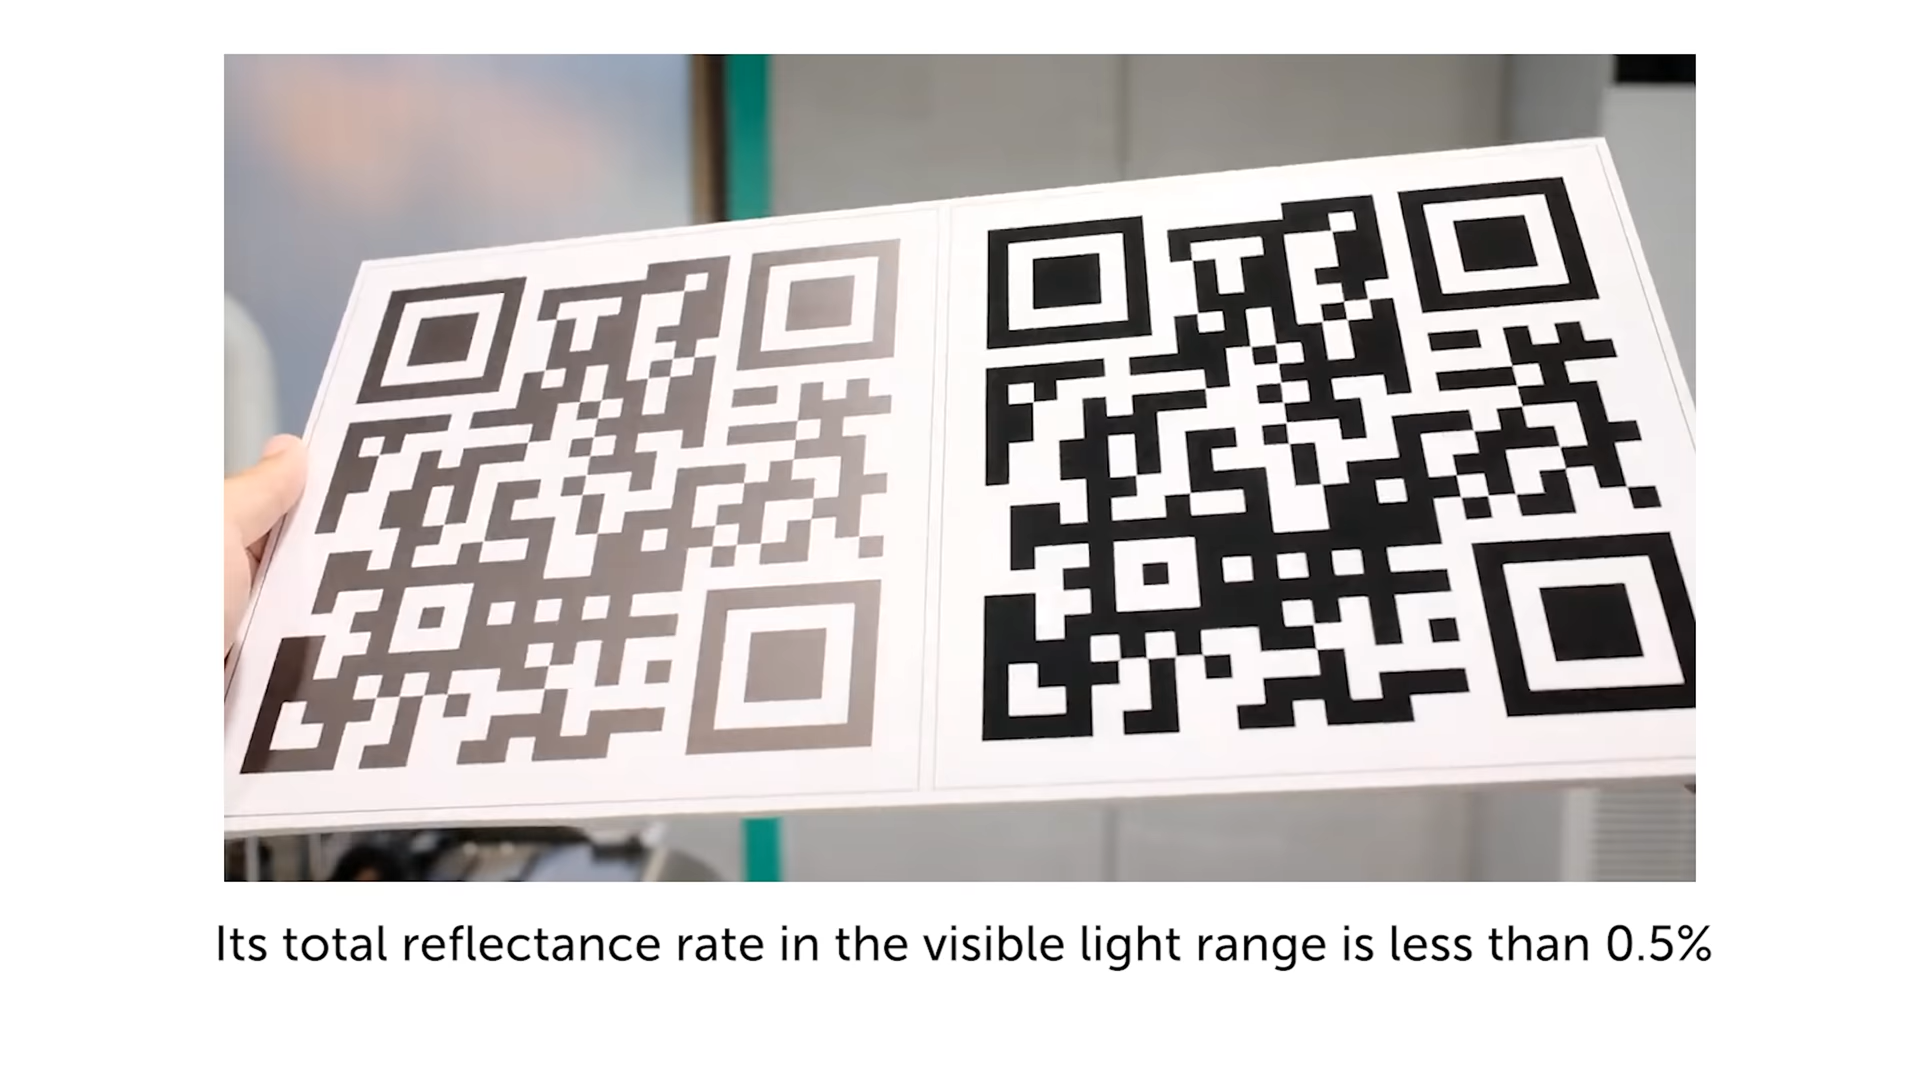 Its total reflectance rate in the visible light range is less than 0.5%